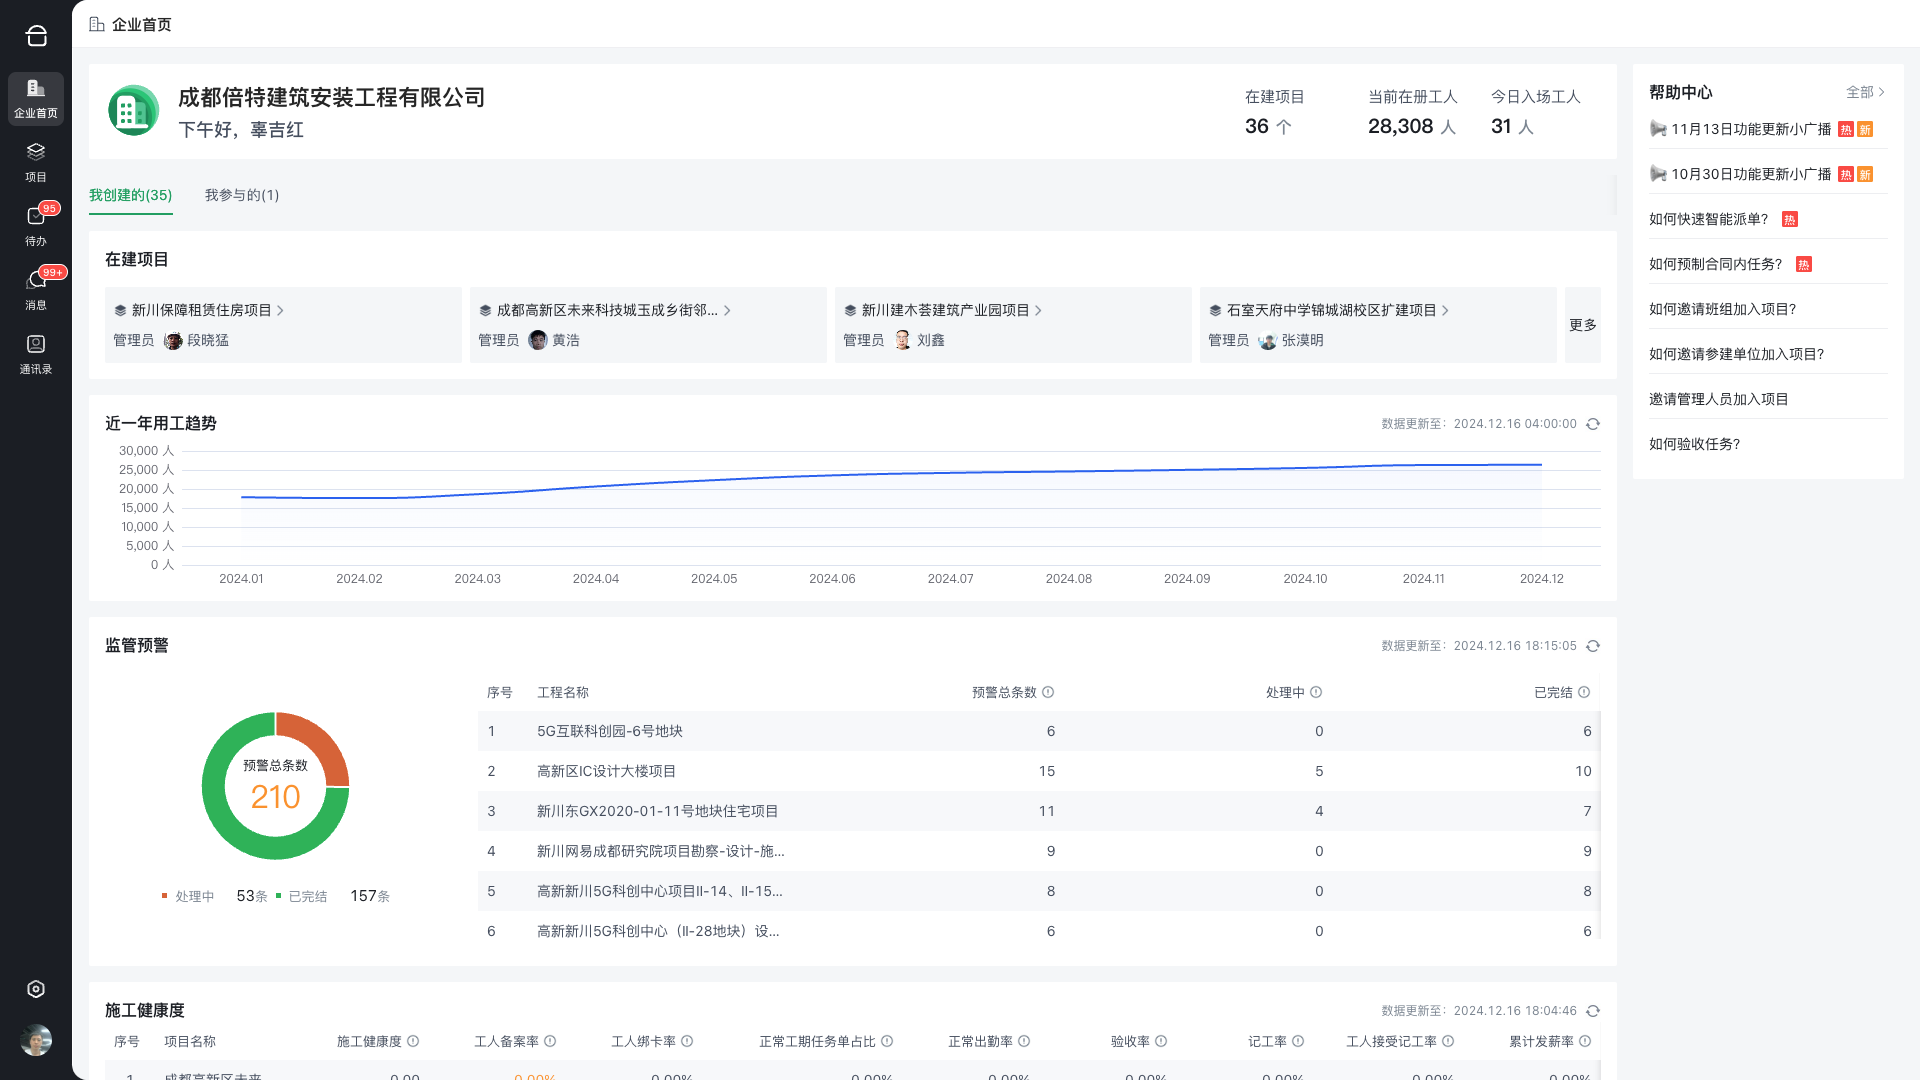 企业首页
企业首页
项目
95
待办
99+
消息
通讯录
成都倍特建筑安装工程有限公司
下午好，辜吉红
在建项目
36 个
当前在册工人
28,308 人
今日入场工人
31 人
我创建的(35)
我参与的(1)
在建项目
新川保障租赁住房项目
管理员 段晓猛
成都高新区未来科技城玉成乡街邻...
管理员 黄浩
新川建木荟建筑产业园项目
管理员 刘鑫
石室天府中学锦城湖校区扩建项目
管理员 张漠明
更多
近一年用工趋势
数据更新至：2024.12.16 04:00:00
30,000 人
25,000 人
20,000 人
15,000 人
10,000 人
5,000 人
0 人
2024.01 2024.02 2024.03 2024.04 2024.05 2024.06 2024.07 2024.08 2024.09 2024.10 2024.11 2024.12
监管预警
数据更新至：2024.12.16 18:15:05
预警总条数
210
处理中 53条 已完结 157条
序号 工程名称 预警总条数 处理中 已完结
1 5G互联科创园-6号地块 6 0 6
2 高新区IC设计大楼项目 15 5 10
3 新川东GX2020-01-11号地块住宅项目 11 4 7
4 新川网易成都研究院项目勘察-设计-施... 9 0 9
5 高新新川5G科创中心项目II-14、II-15... 8 0 8
6 高新新川5G科创中心（II-28地块）设... 6 0 6
施工健康度
数据更新至：2024.12.16 18:04:46
序号 项目名称 施工健康度 工人备案率 工人绑卡率 正常工期任务单占比 正常出勤率 验收率 记工率 工人接受记工率 累计发薪率
1 成都高新区未来 0.00 0.00% 0.00% 0.00% 0.00% 0.00% 0.00% 0.00% 0.00%
帮助中心
全部
11月13日功能更新小广播 热 新
10月30日功能更新小广播 热 新
如何快速智能派单? 热
如何预制合同内任务? 热
如何邀请班组加入项目?
如何邀请参建单位加入项目?
邀请管理人员加入项目
如何验收任务?